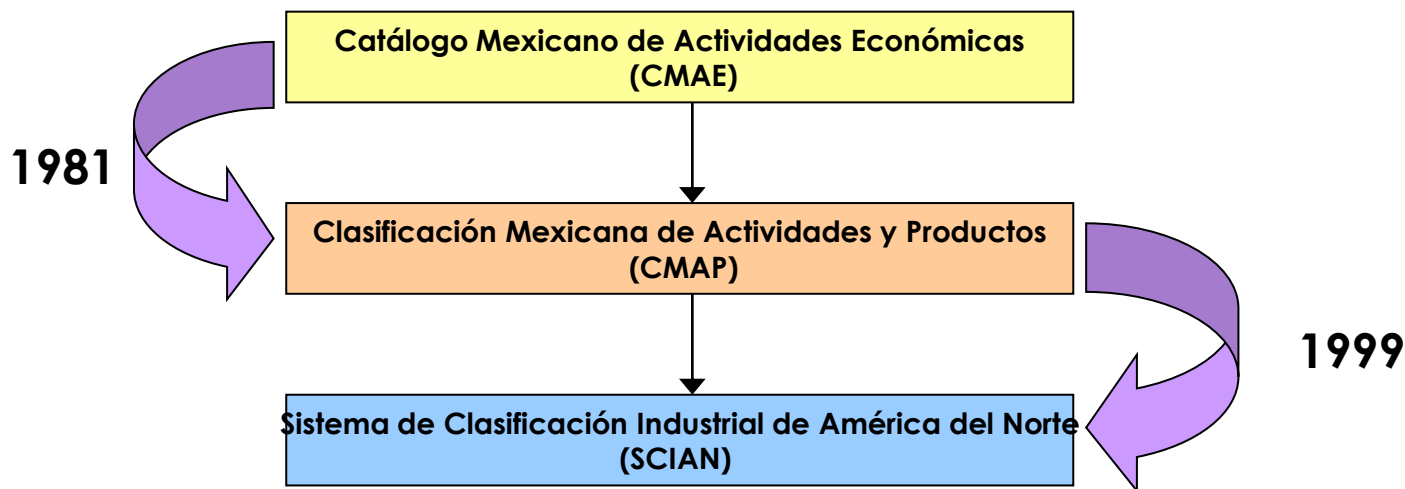 Catálogo Mexicano de Actividades Económicas
(CMAE)
1981
Clasificación Mexicana de Actividades y Productos
(CMAP)
1999
Sistema de Clasificación Industrial de América del Norte
(SCIAN)